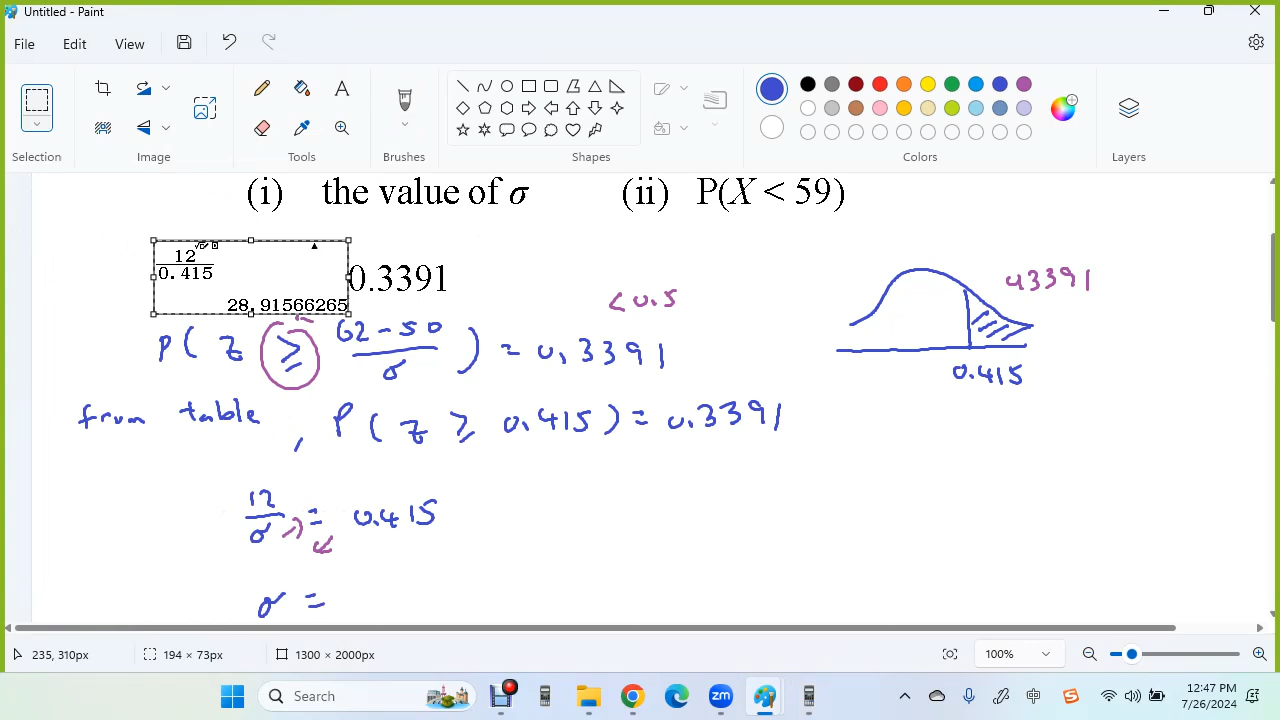 Untitled - Paint
File Edit View
Selection Image Tools Brushes Shapes Colors Layers
(i) the value of σ (ii) P(X < 59)
12
0.415
28,91566265
0.3391
< 0.5
0.3391
P( z ≥ 62-50/σ ) = 0.3391
0.415
from table, P( z ≥ 0.415) = 0.3391
12/σ = 0.415
σ =
235, 310px 194 × 73px 1300 × 2000px 100%
Search
zm 中 S 12:47 PM
7/26/2024